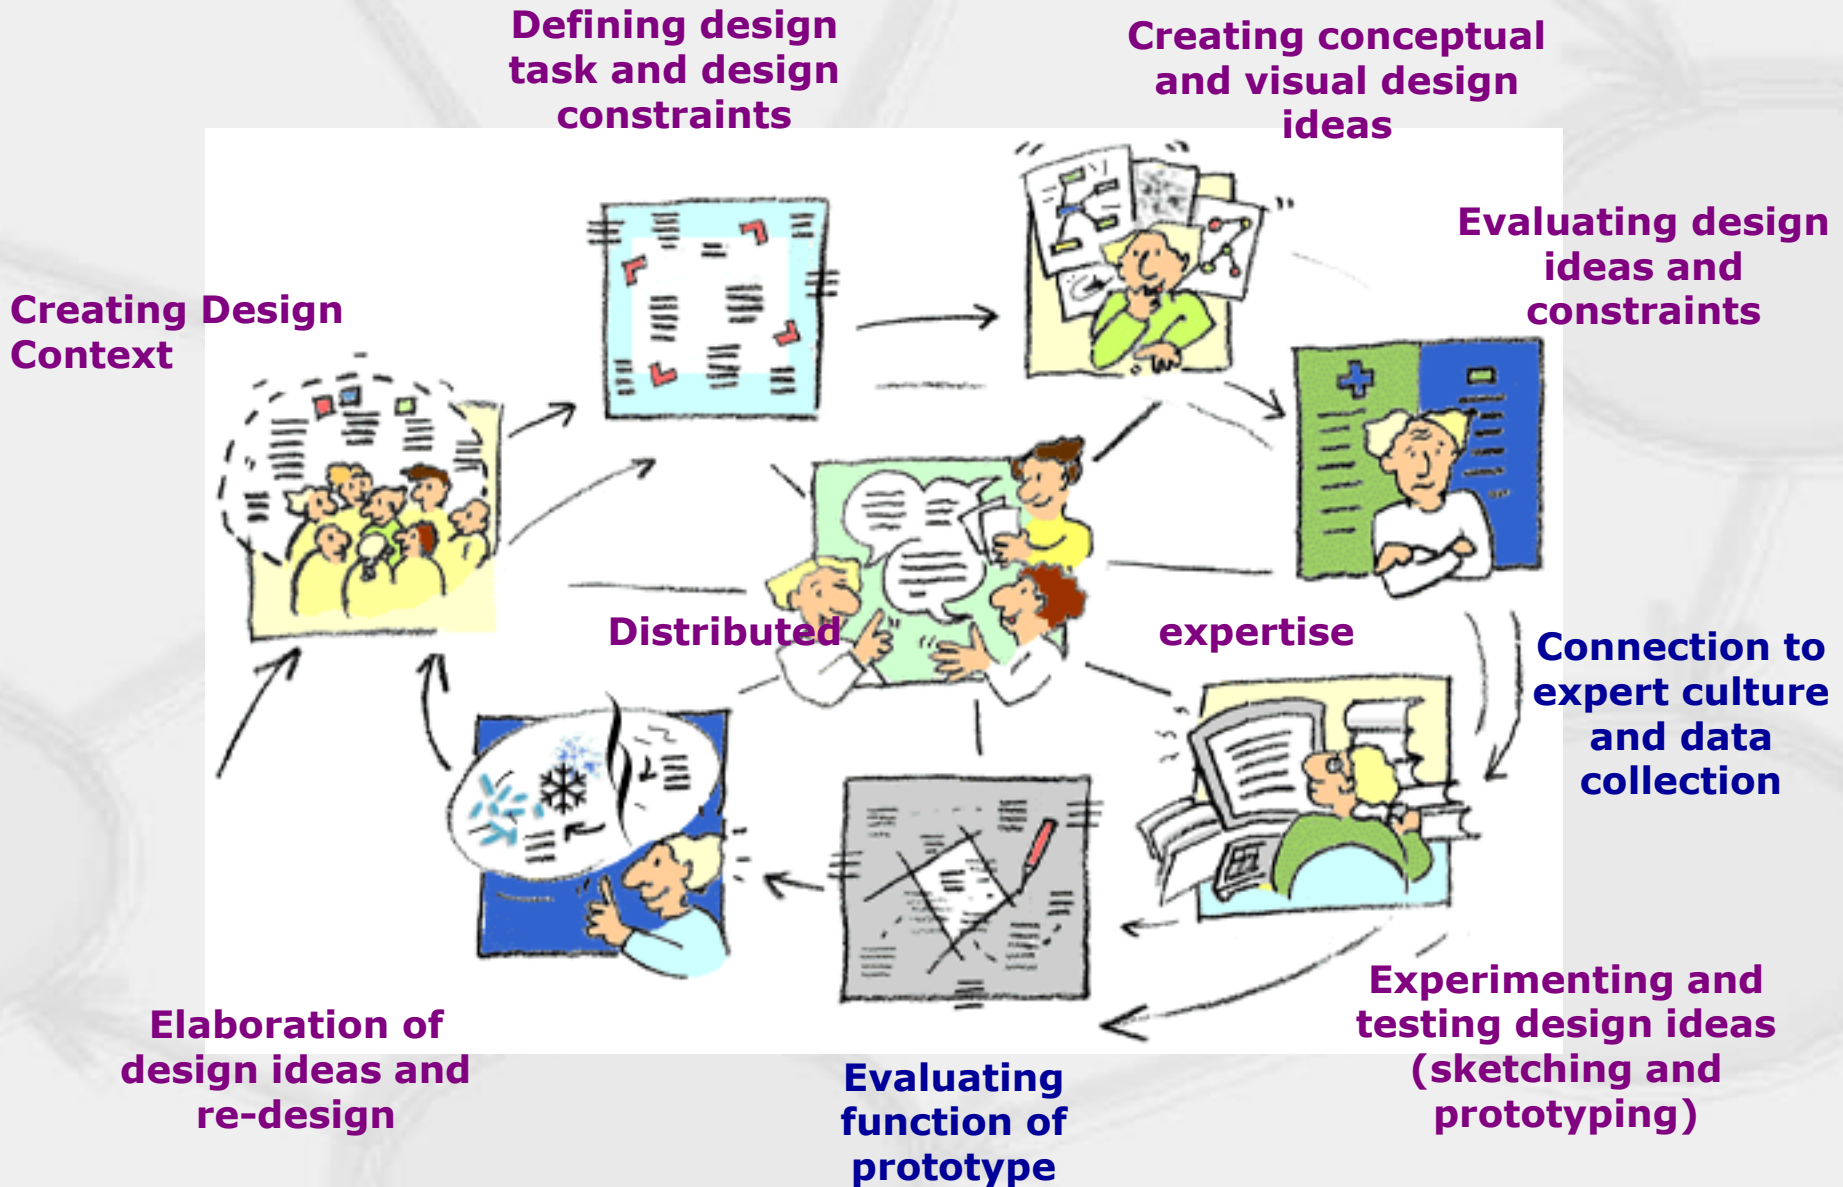 Defining design
task and design
constraints
Creating conceptual
and visual design
ideas
Evaluating design
ideas and
constraints
Creating Design
Context
Distributed
expertise
Connection to
expert culture
and data
collection
Experimenting and
testing design ideas
(sketching and
prototyping)
Elaboration of
design ideas and
re-design
Evaluating
function of
prototype